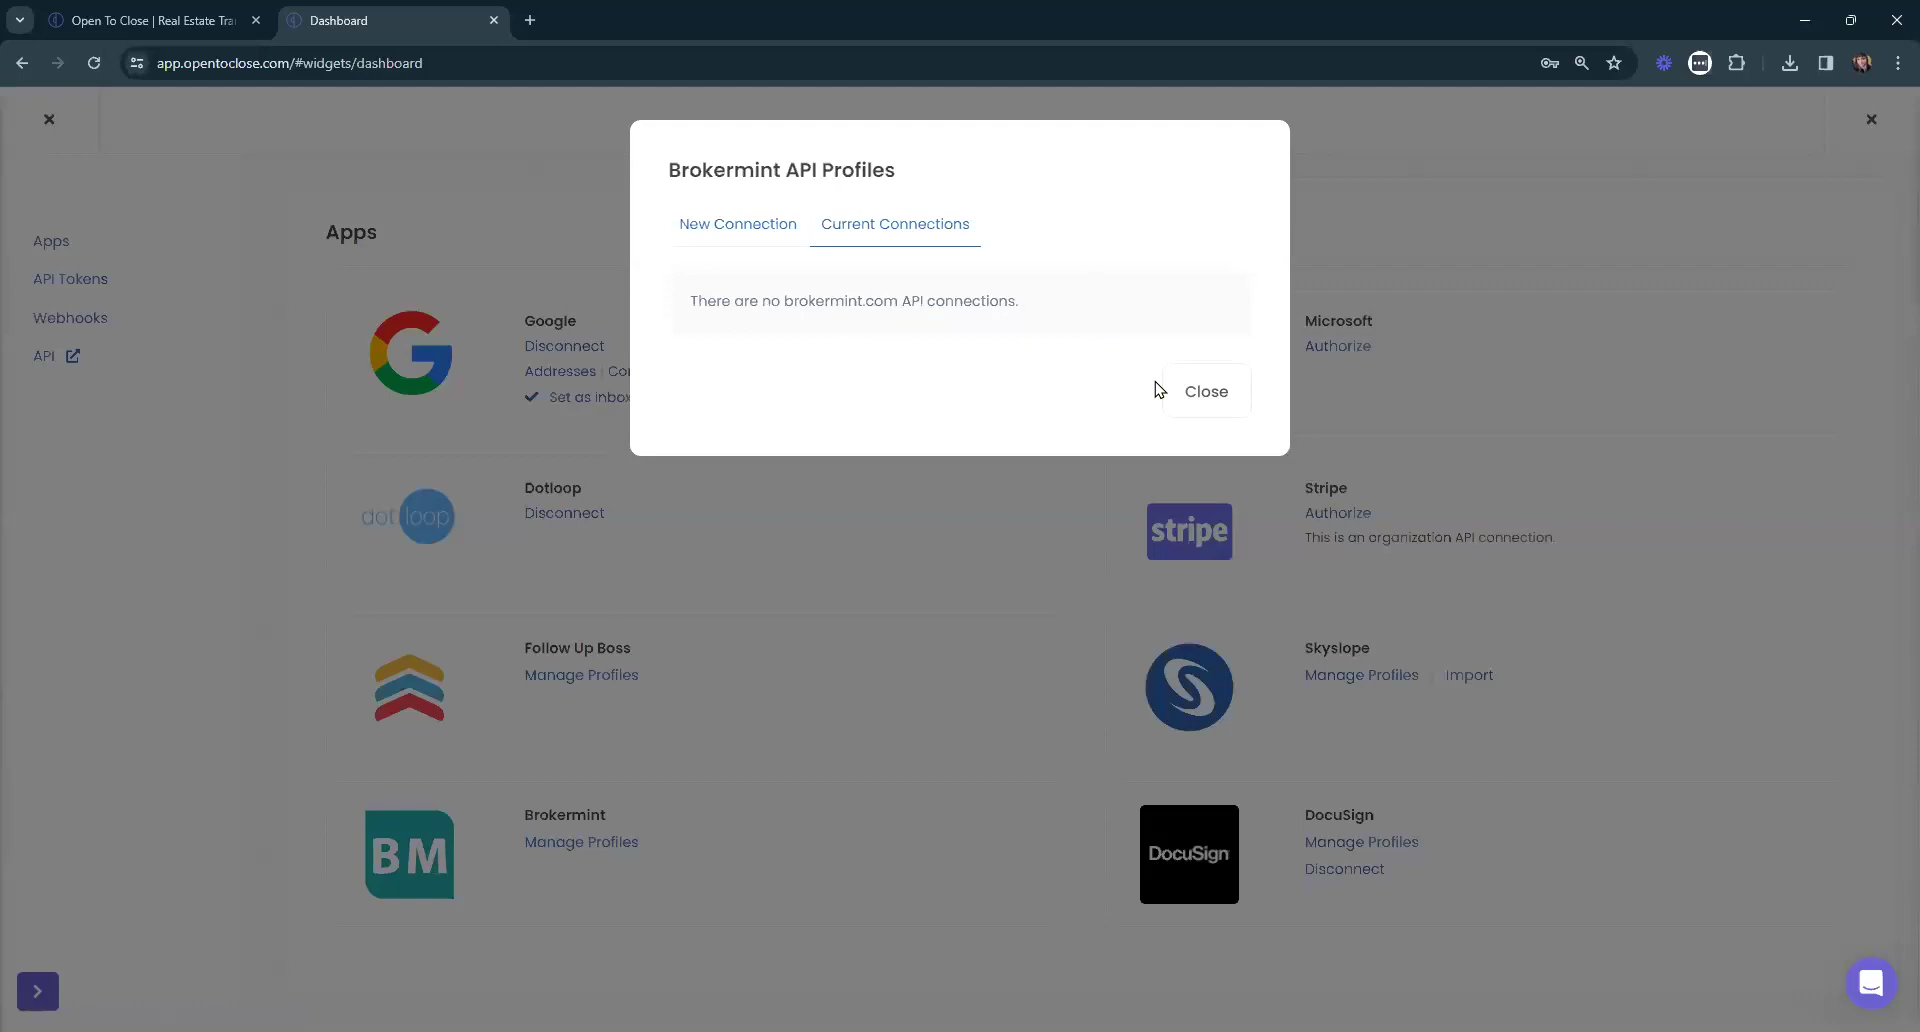 Open To Close | Real Estate Tra
Dashboard
app.opentoclose.com/#widgets/dashboard
Brokermint API Profiles
New Connection
Current Connections
There are no brokermint.com API connections.
Close
Apps
API Tokens
Webhooks
API
Apps
Google
Disconnect
Addresses
Co
Set as Inbox
Microsoft
Authorize
dotloop
Dotloop
Disconnect
stripe
Stripe
Authorize
This is an organization API connection.
Follow Up Boss
Manage Profiles
Skyslope
Manage Profiles
Import
BM
Brokermint
Manage Profiles
DocuSign
DocuSign
Manage Profiles
Disconnect